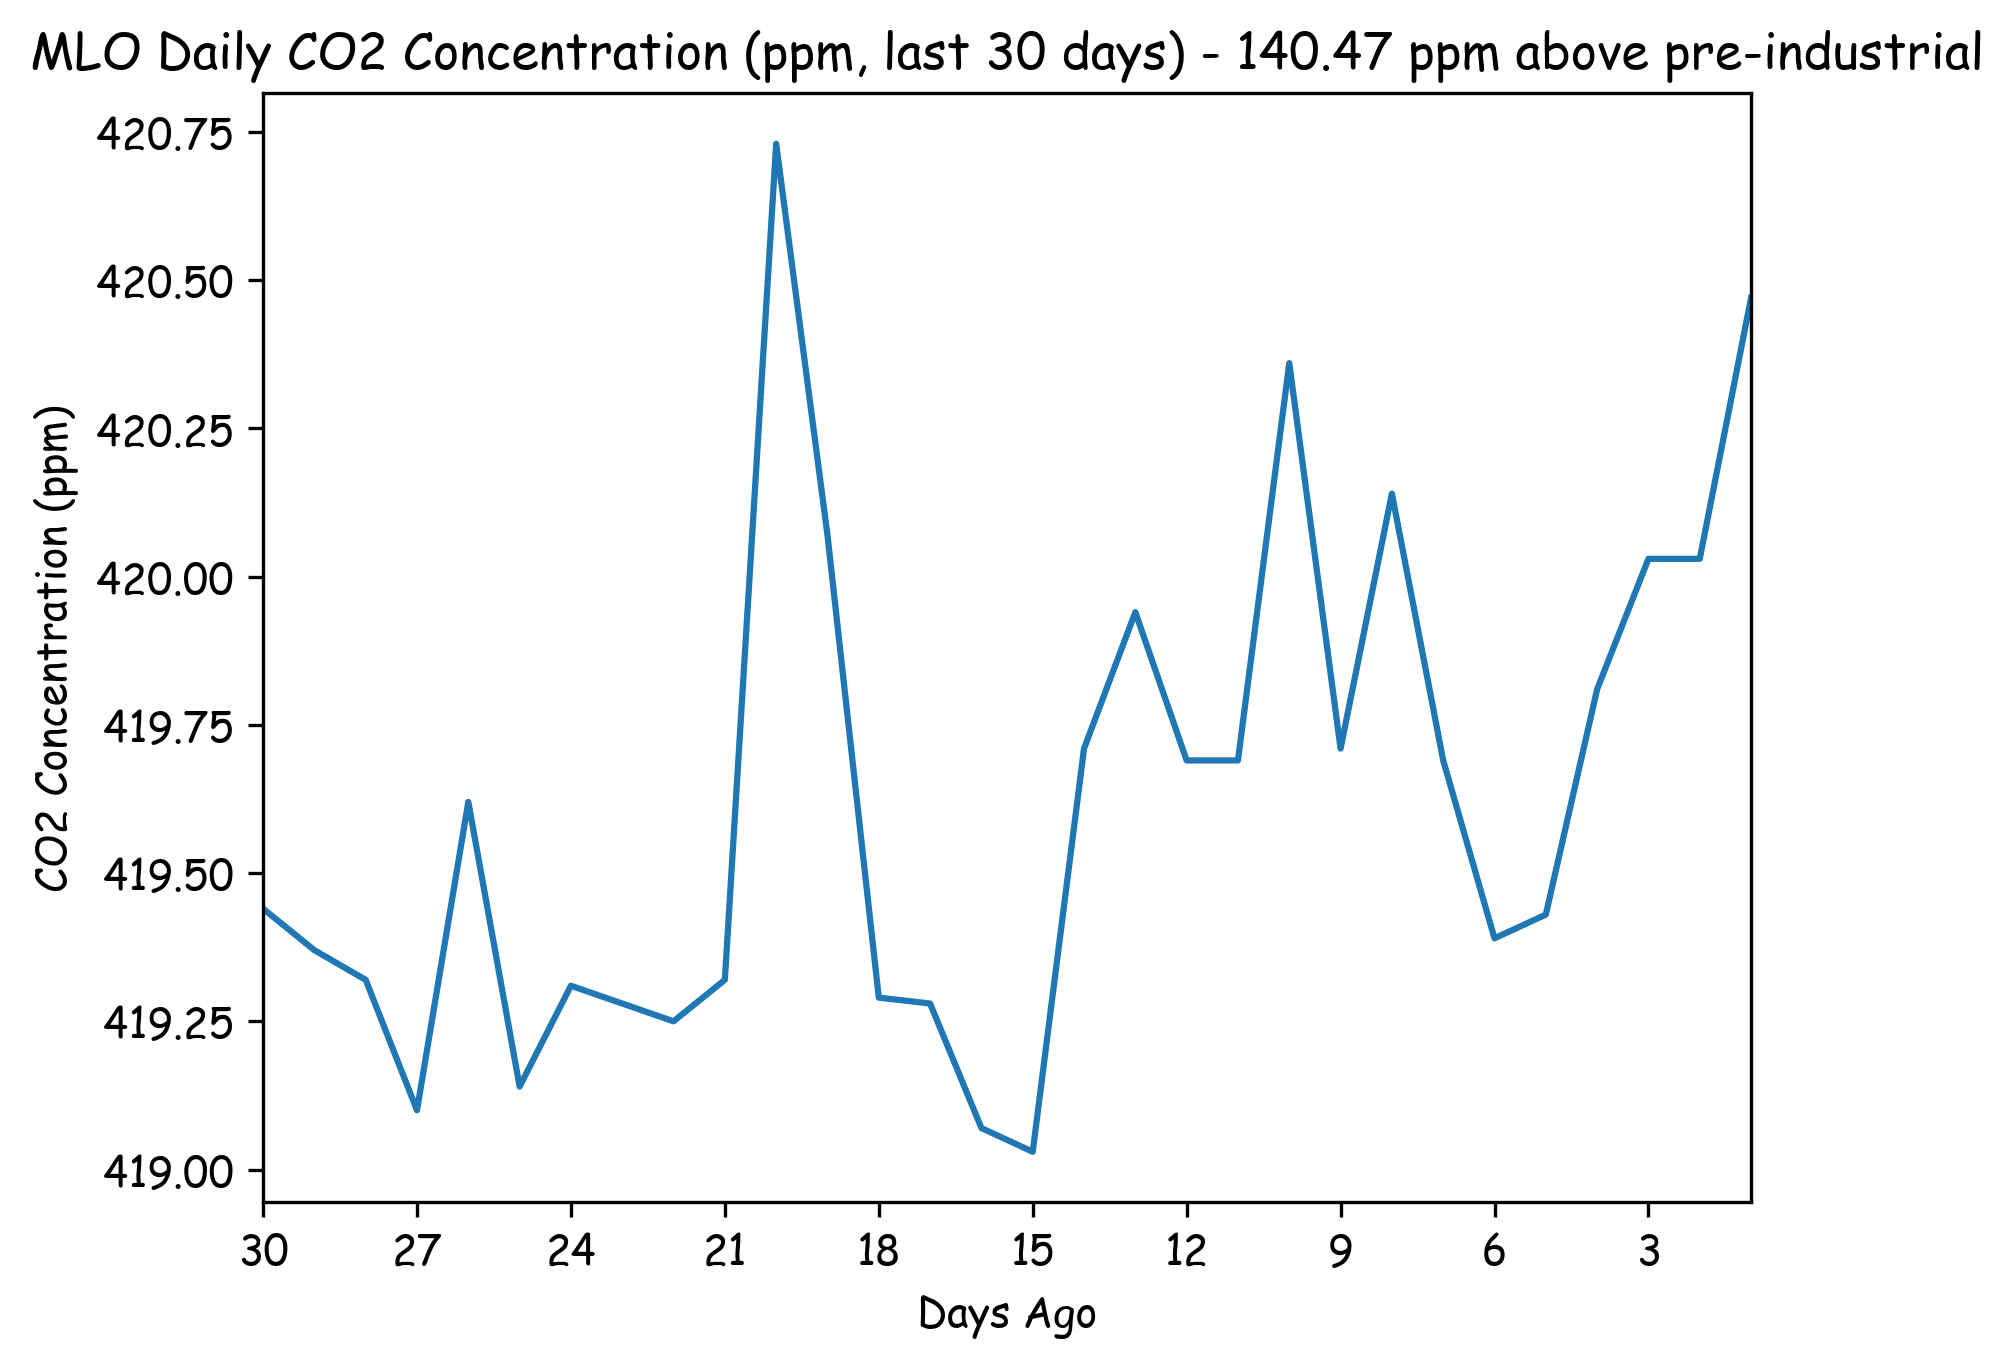 MLO Daily CO2 Concentration (ppm, last 30 days) - 140.47 ppm above pre-industrial
420.75
420.50
420.25
420.00
419.75
419.50
419.25
419.00
CO2 Concentration (ppm)
30 27 24 21 18 15 12 9 6 3
Days Ago